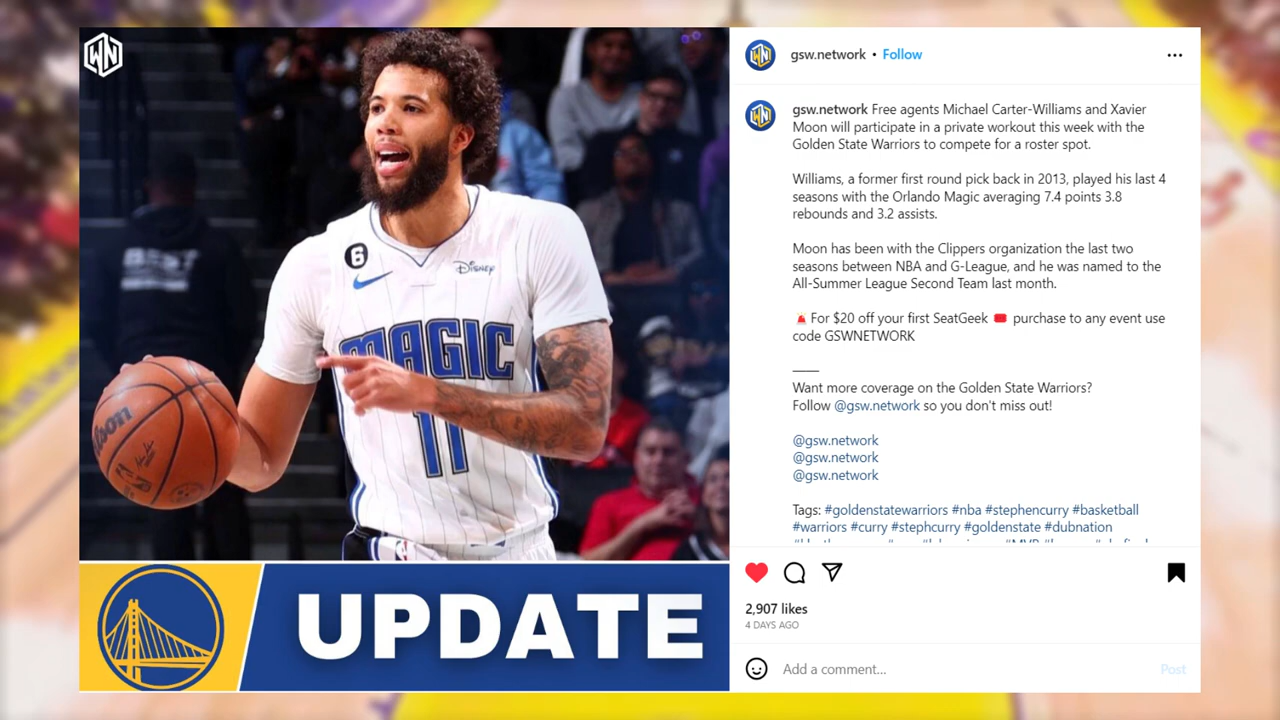 WN
gsw.network • Follow
gsw.network Free agents Michael Carter-Williams and Xavier
Moon will participate in a private workout this week with the
Golden State Warriors to compete for a roster spot.
Williams, a former first round pick back in 2013, played his last 4
seasons with the Orlando Magic averaging 7.4 points 3.8
rebounds and 3.2 assists.
Moon has been with the Clippers organization the last two
seasons between NBA and G-League, and he was named to the
All-Summer League Second Team last month.
For $20 off your first SeatGeek purchase to any event use
code GSWNETWORK
Want more coverage on the Golden State Warriors?
Follow @gsw.network so you don't miss out!
@gsw.network
@gsw.network
@gsw.network
Tags: #goldenstatewarriors #nba #stephencurry #basketball
#warriors #curry #stephcurry #goldenstate #dubnation
2,907 likes
4 DAYS AGO
Add a comment...
Post
BEST
6
Disney
MAGIC
11
UPDATE